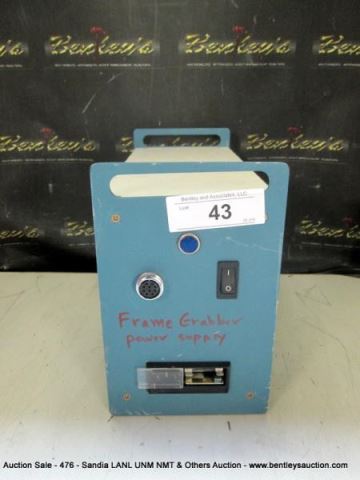 Bentley's
Bentley's
Bentley's
Bentley's
Bentley's
Bentley and Associates, LLC
Lot#
43
Frame Grabber
power supply
Auction Sale - 476 - Sandia LANL UNM NMT & Others Auction - www.bentleysauction.com